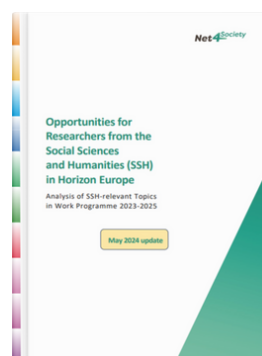 Net4Society
Opportunities for
Researchers from the
Social Sciences
and Humanities (SSH)
in Horizon Europe
Analysis of SSH-relevant Topics
in Work Programme 2023-2025
May 2024 update